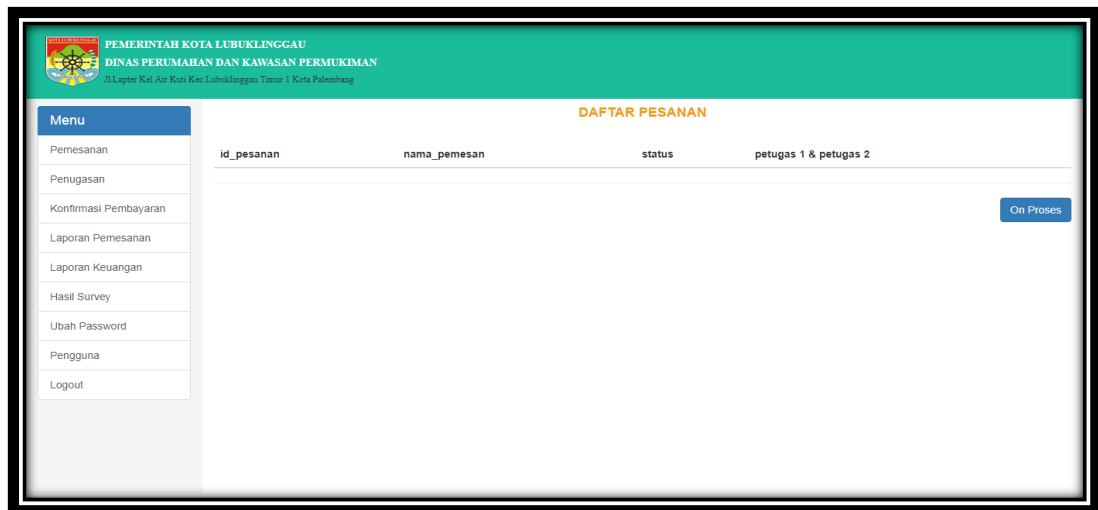 KOTA LUBUKLINGGAU
PEMERINTAH KOTA LUBUKLINGGAU
DINAS PERUMAHAN DAN KAWASAN PERMUKIMAN
Jl.Lapter Kel.Air Kuti Kec.Lubuklinggau Timur 1 Kota Palembang
Menu
Pemesanan
Penugasan
Konfirmasi Pembayaran
Laporan Pemesanan
Laporan Keuangan
Hasil Survey
Ubah Password
Pengguna
Logout
DAFTAR PESANAN
id_pesanan nama_pemesan status petugas 1 & petugas 2
On Proses